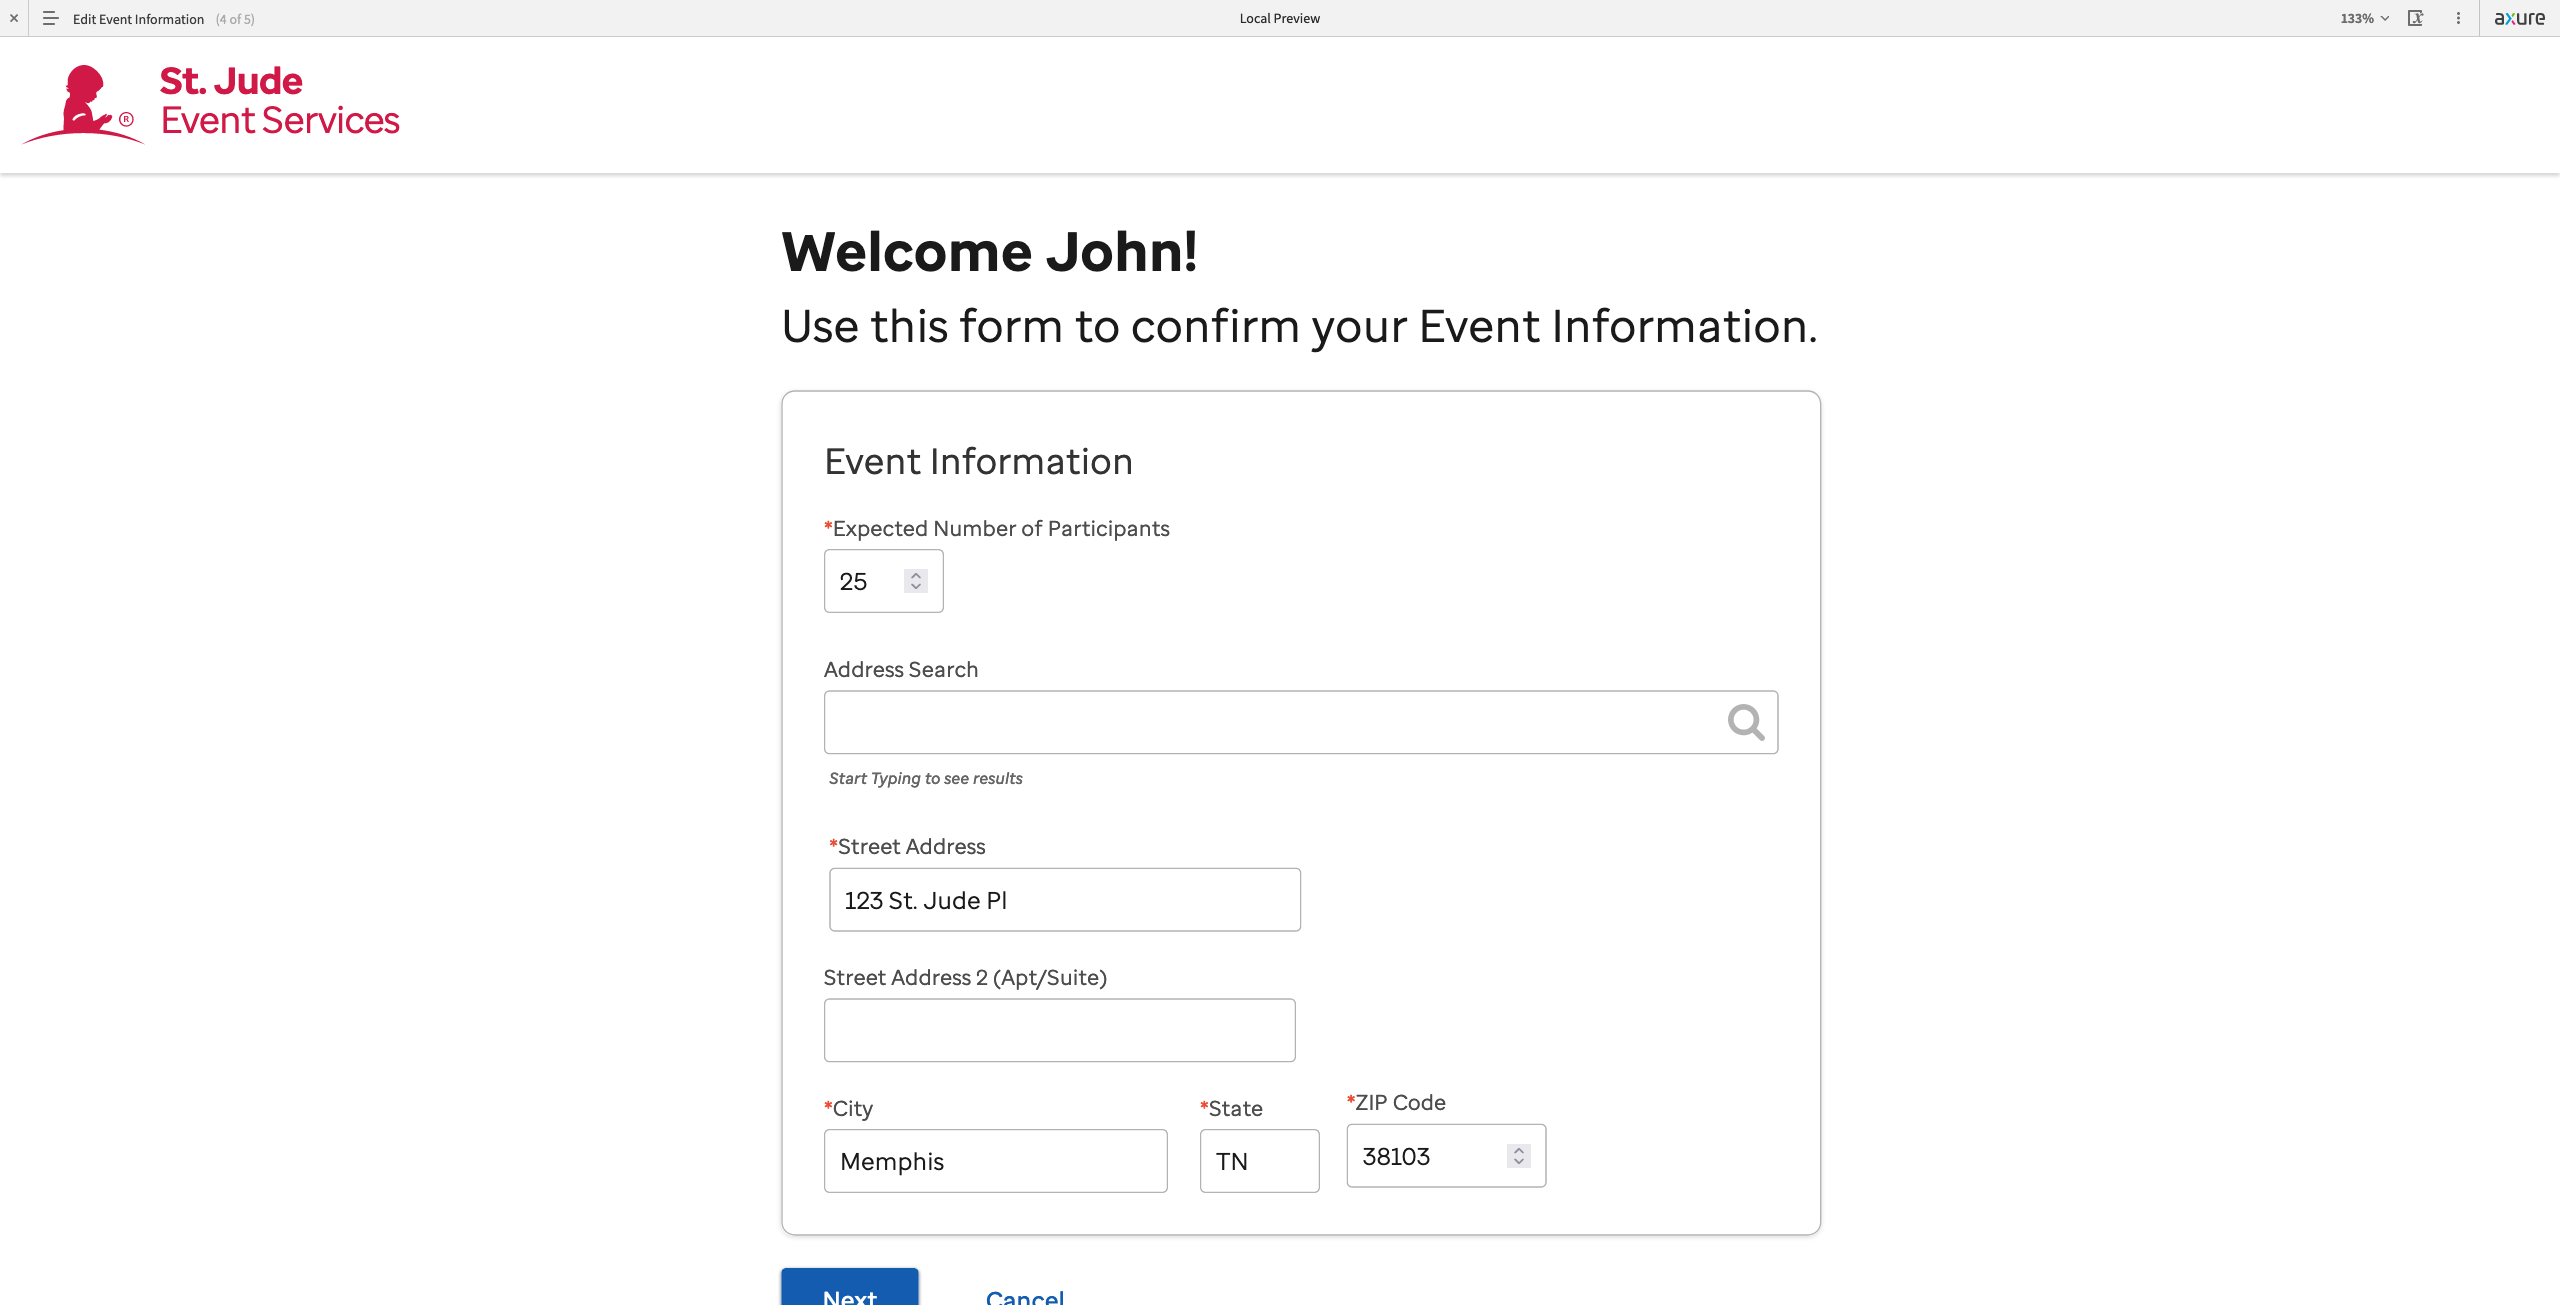 Edit Event Information (4 of 5)
Local Preview
133%
axure
St. Jude
Event Services
®
Welcome John!
Use this form to confirm your Event Information.
Event Information
*Expected Number of Participants
25
Address Search
Start Typing to see results
*Street Address
123 St. Jude Pl
Street Address 2 (Apt/Suite)
*City
*State
*ZIP Code
Memphis
TN
38103
Next
Cancel